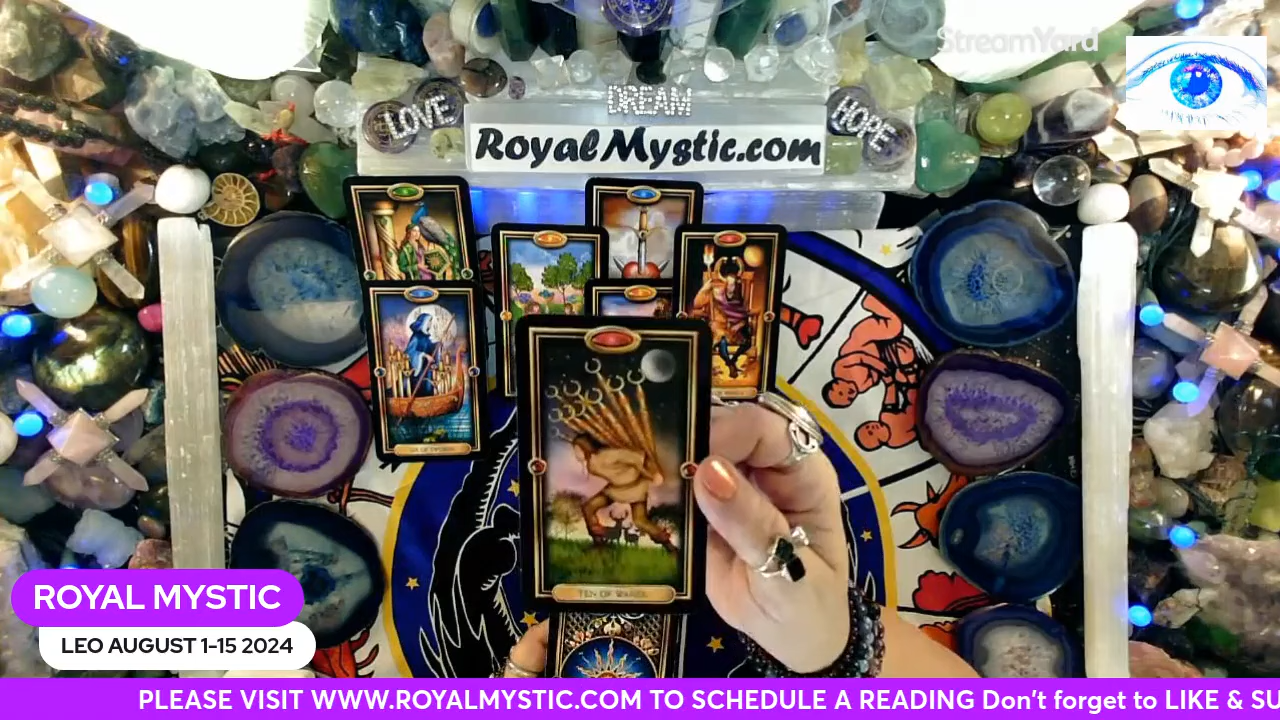 StreamYard
LOVE
DREAM
HOPE
RoyalMystic.com
TEN OF WANDS
ROYAL MYSTIC
LEO AUGUST 1-15 2024
PLEASE VISIT WWW.ROYALMYSTIC.COM TO SCHEDULE A READING Don't forget to LIKE & SU